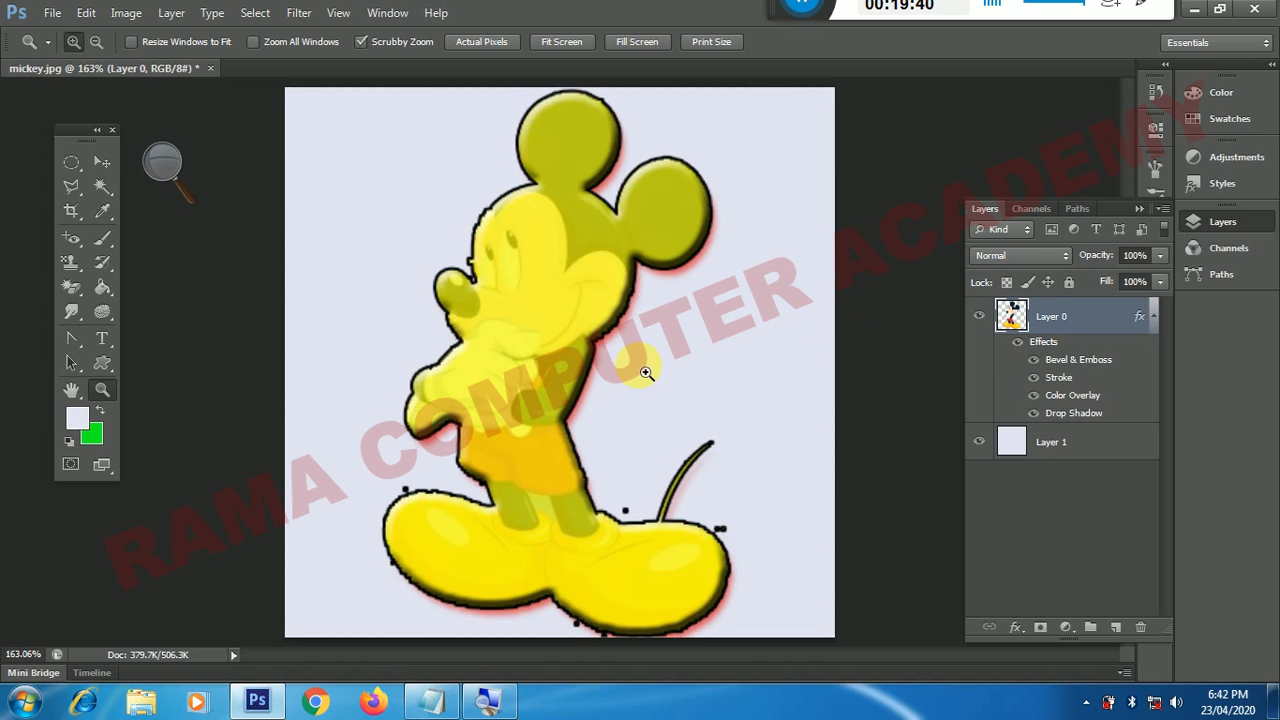 00:19:40
Ps File Edit Image Layer Type Select Filter View Window Help
Resize Windows to Fit Zoom All Windows Scrubby Zoom Actual Pixels Fit Screen Fill Screen Print Size Essentials
mickey.jpg @ 163% (Layer 0, RGB/8#) *
Color
Swatches
Adjustments
Styles
Layers
Channels
Paths
Layers Channels Paths
Kind
Normal Opacity: 100%
Lock: Fill: 100%
Layer 0 fx
Effects
Bevel & Emboss
Stroke
Color Overlay
Drop Shadow
Layer 1
RAMA COMPUTER ACADEMY
163.06% Doc: 379.7K/506.3K
Mini Bridge Timeline
Ps
6:42 PM
23/04/2020